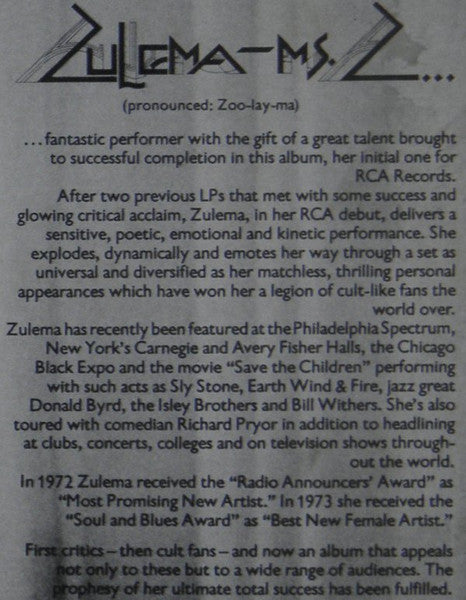 ZULEMA—MS. Z...
(pronounced: Zoo-lay-ma)
...fantastic performer with the gift of a great talent brought
to successful completion in this album, her initial one for
RCA Records.
After two previous LPs that met with some success and
glowing critical acclaim, Zulema, in her RCA debut, delivers a
sensitive, poetic, emotional and kinetic performance. She
explodes, dynamically and emotes her way through a set as
universal and diversified as her matchless, thrilling personal
appearances which have won her a legion of cult-like fans the
world over.
Zulema has recently been featured at the Philadelphia Spectrum,
New York's Carnegie and Avery Fisher Halls, the Chicago
Black Expo and the movie “Save the Children” performing
with such acts as Sly Stone, Earth Wind & Fire, jazz great
Donald Byrd, the Isley Brothers and Bill Withers. She's also
toured with comedian Richard Pryor in addition to headlining
at clubs, concerts, colleges and on television shows through-
out the world.
In 1972 Zulema received the “Radio Announcers' Award” as
“Most Promising New Artist.” In 1973 she received the
“Soul and Blues Award” as “Best New Female Artist.”
First critics – then cult fans – and now an album that appeals
not only to these but to a wide range of audiences. The
prophesy of her ultimate total success has been fulfilled.